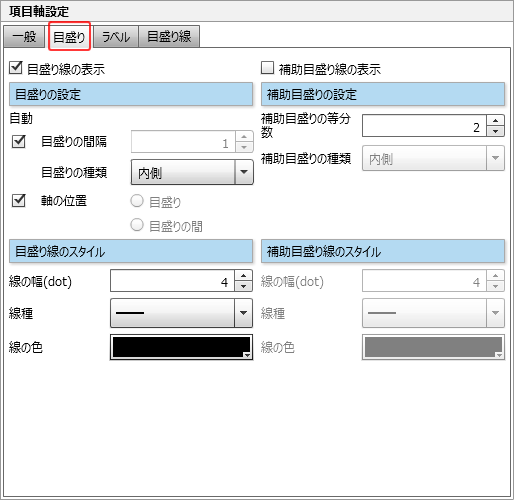 項目軸設定
一般 目盛り ラベル 目盛り線
目盛り線の表示
目盛りの設定
自動
目盛りの間隔 1
目盛りの種類 内側
軸の位置 目盛り
目盛りの間
目盛り線のスタイル
線の幅(dot) 4
線種
線の色
補助目盛り線の表示
補助目盛りの設定
補助目盛りの等分
数 2
補助目盛りの種類 内側
補助目盛り線のスタイル
線の幅(dot) 4
線種
線の色